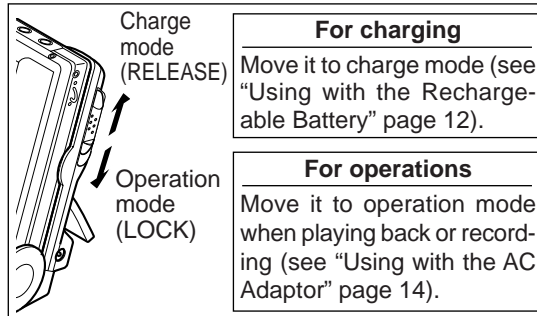 Charge
mode
(RELEASE)
Operation
mode
(LOCK)
For charging
Move it to charge mode (see
“Using with the Recharge-
able Battery” page 12).
For operations
Move it to operation mode
when playing back or record-
ing (see “Using with the AC
Adaptor” page 14).